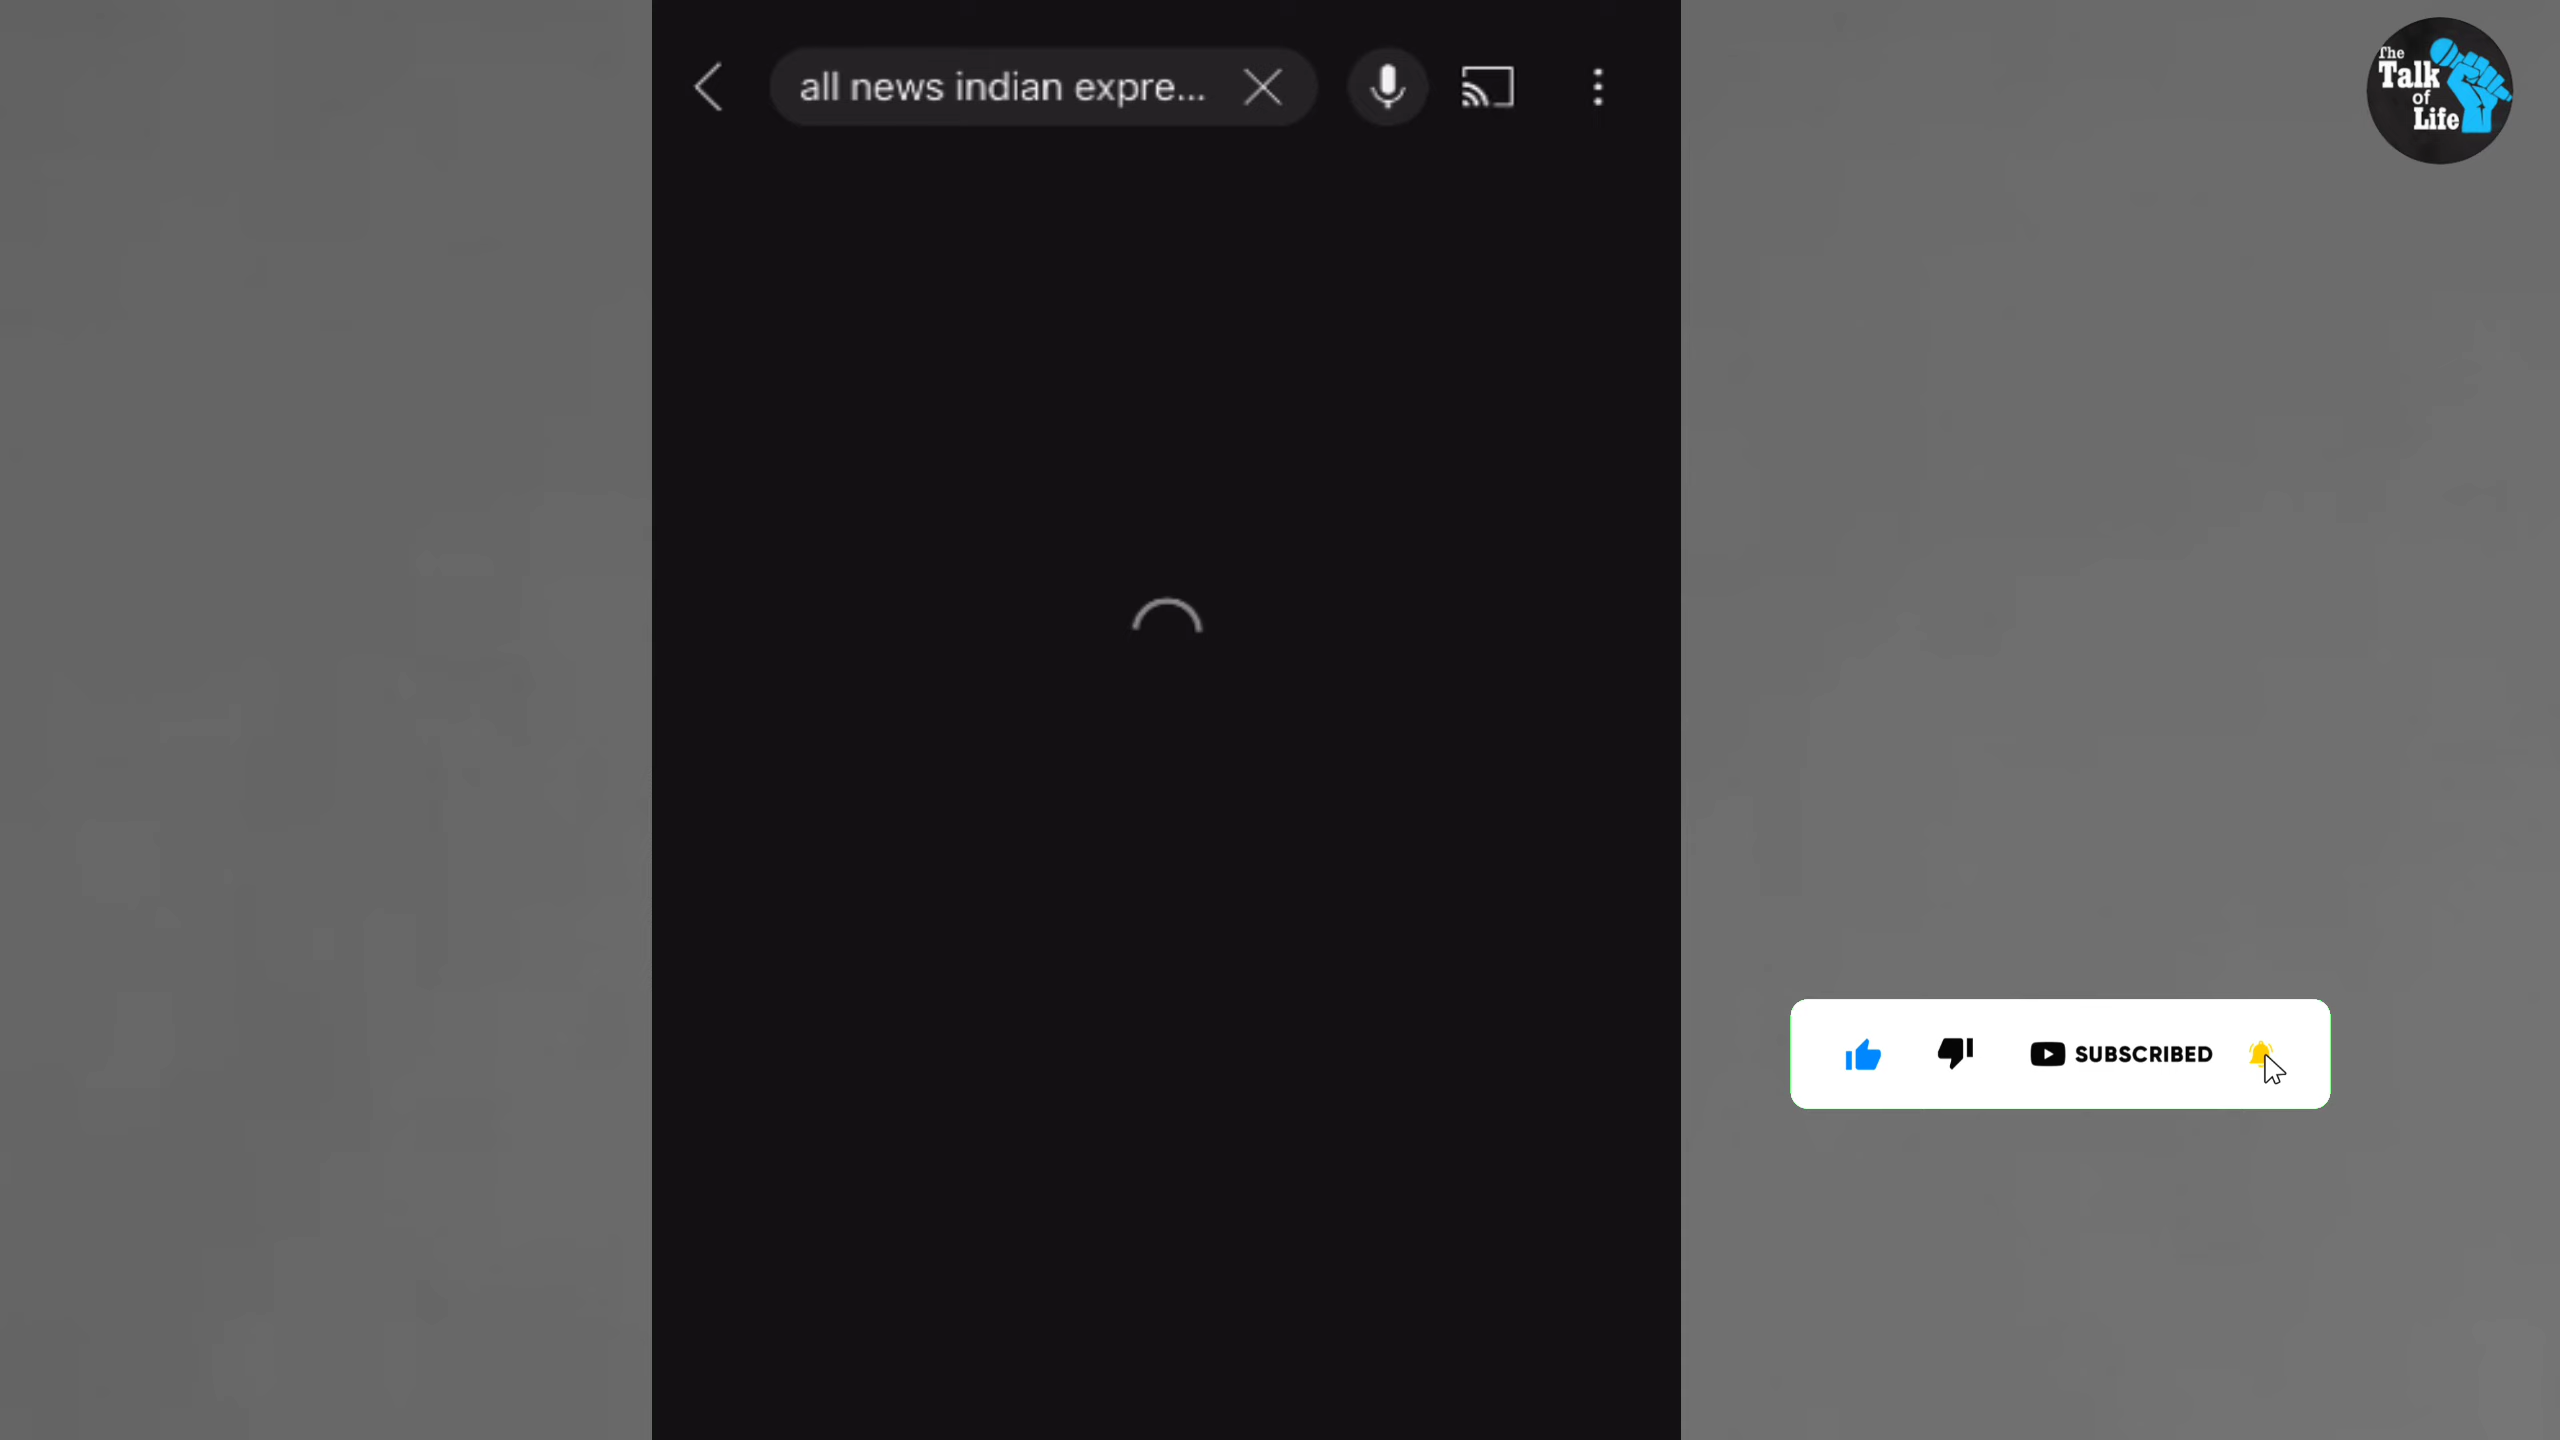 all news indian expre...
The
Talk
of
Life
SUBSCRIBED